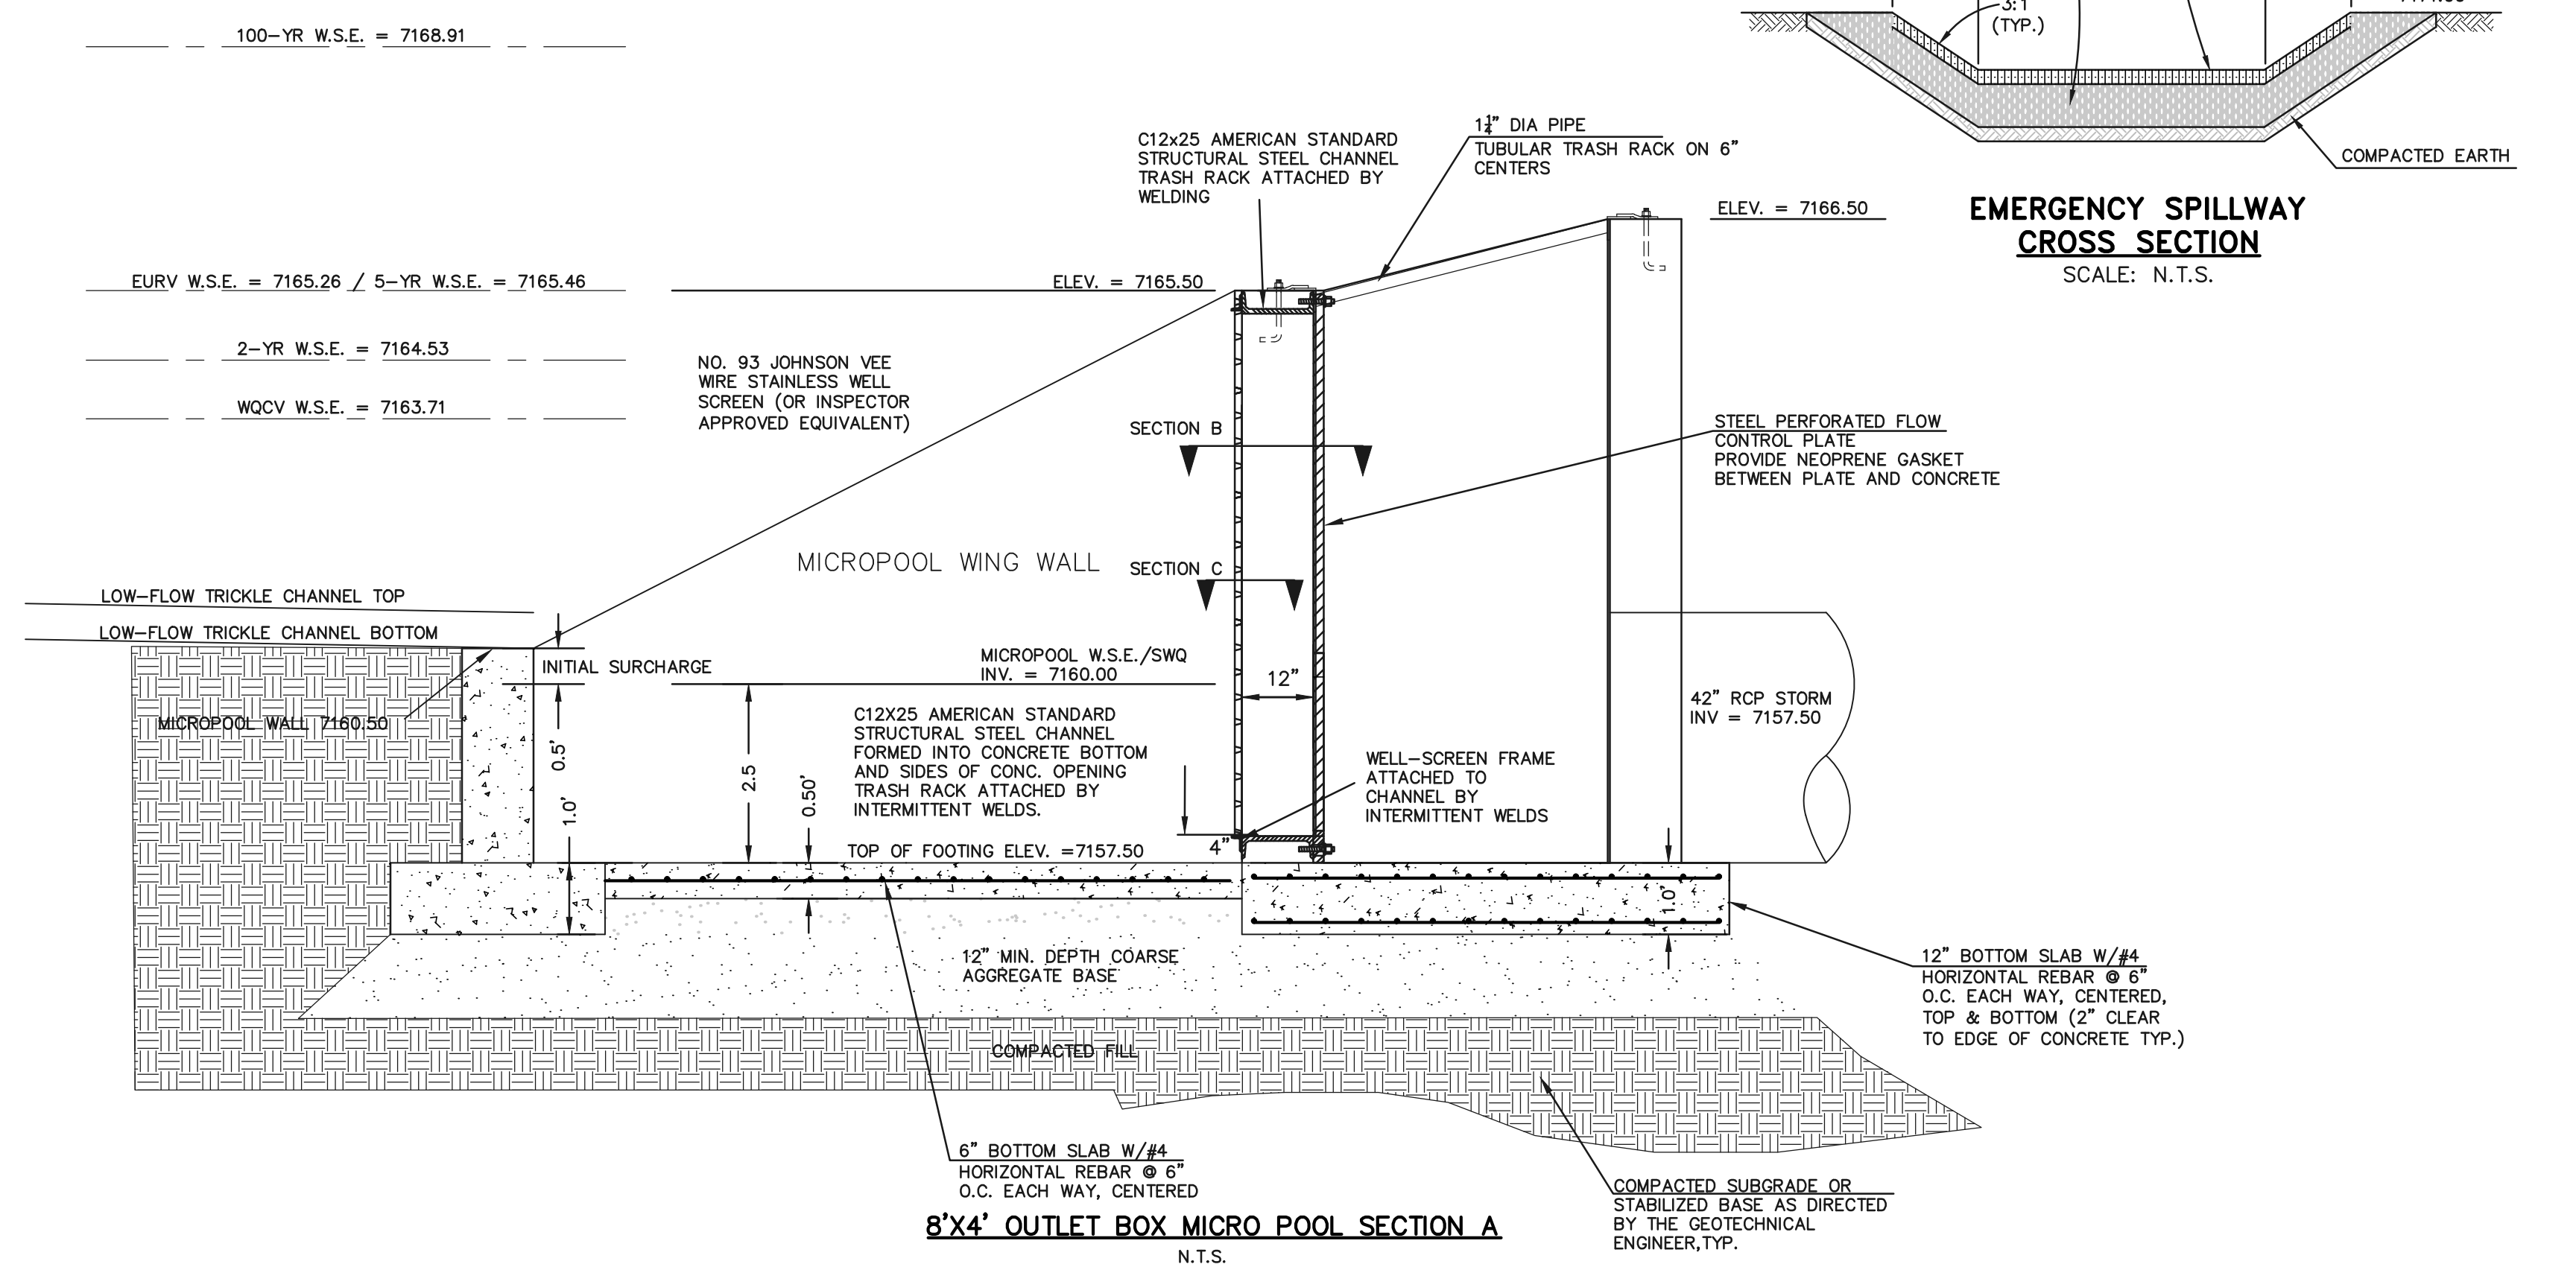 100-YR W.S.E. = 7168.91
3:1
(TYP.)
COMPACTED EARTH
EMERGENCY SPILLWAY
CROSS SECTION
SCALE: N.T.S.
C12x25 AMERICAN STANDARD
STRUCTURAL STEEL CHANNEL
TRASH RACK ATTACHED BY
WELDING
1¼" DIA PIPE
TUBULAR TRASH RACK ON 6"
CENTERS
ELEV. = 7166.50
EURV W.S.E. = 7165.26 / 5-YR W.S.E. = 7165.46
ELEV. = 7165.50
2-YR W.S.E. = 7164.53
WQCV W.S.E. = 7163.71
NO. 93 JOHNSON VEE
WIRE STAINLESS WELL
SCREEN (OR INSPECTOR
APPROVED EQUIVALENT)
SECTION B
STEEL PERFORATED FLOW
CONTROL PLATE
PROVIDE NEOPRENE GASKET
BETWEEN PLATE AND CONCRETE
MICROPOOL WING WALL
SECTION C
LOW-FLOW TRICKLE CHANNEL TOP
LOW-FLOW TRICKLE CHANNEL BOTTOM
INITIAL SURCHARGE
MICROPOOL W.S.E./SWQ
INV. = 7160.00
12"
MICROPOOL WALL 7160.50
0.5'
1.0'
2.5
0.50'
C12X25 AMERICAN STANDARD
STRUCTURAL STEEL CHANNEL
FORMED INTO CONCRETE BOTTOM
AND SIDES OF CONC. OPENING
TRASH RACK ATTACHED BY
INTERMITTENT WELDS.
42" RCP STORM
INV = 7157.50
WELL-SCREEN FRAME
ATTACHED TO
CHANNEL BY
INTERMITTENT WELDS
4"
TOP OF FOOTING ELEV. =7157.50
1.0'
12" MIN. DEPTH COARSE
AGGREGATE BASE
12" BOTTOM SLAB W/#4
HORIZONTAL REBAR @ 6"
O.C. EACH WAY, CENTERED,
TOP & BOTTOM (2" CLEAR
TO EDGE OF CONCRETE TYP.)
COMPACTED FILL
6" BOTTOM SLAB W/#4
HORIZONTAL REBAR @ 6"
O.C. EACH WAY, CENTERED
COMPACTED SUBGRADE OR
STABILIZED BASE AS DIRECTED
BY THE GEOTECHNICAL
ENGINEER,TYP.
8'X4' OUTLET BOX MICRO POOL SECTION A
N.T.S.